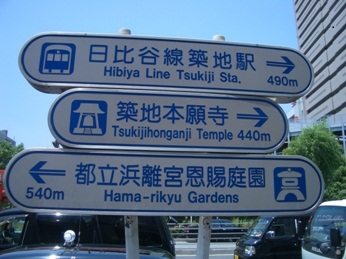 日比谷線築地駅
Hibiya Line Tsukiji Sta. 490m
築地本願寺
Tsukijihonganji Temple 440m
都立浜離宮恩賜庭園
540m Hama-rikyu Gardens